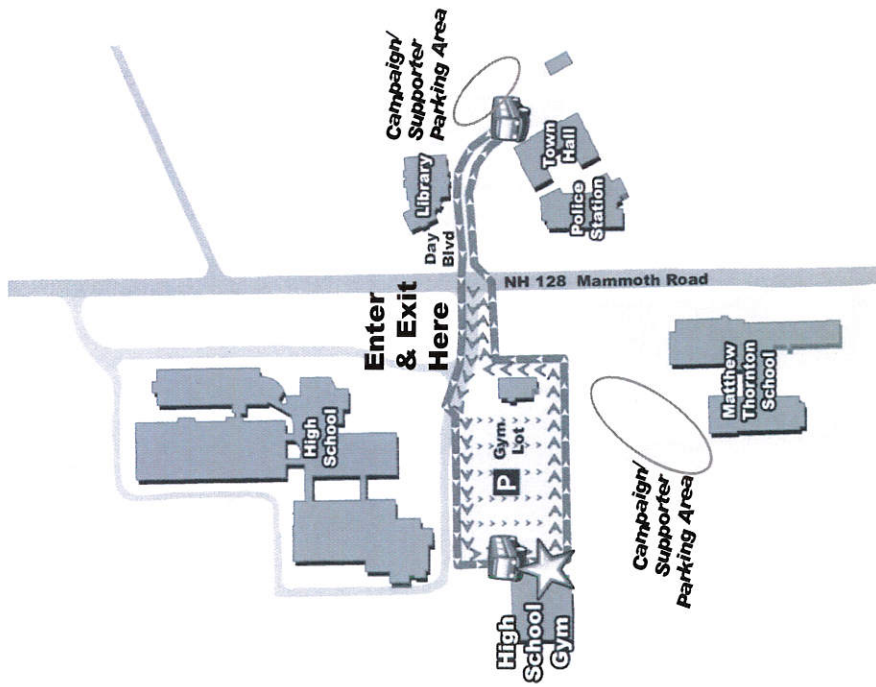 Campaign/
Supporter
Parking Area
Library
Day
Blvd
Town
Hall
Police
Station
NH 128 Mammoth Road
Enter
& Exit
Here
High
School
Gym
Lot
P
Matthew
Thornton
School
Campaign/
Supporter
Parking Area
High
School
Gym